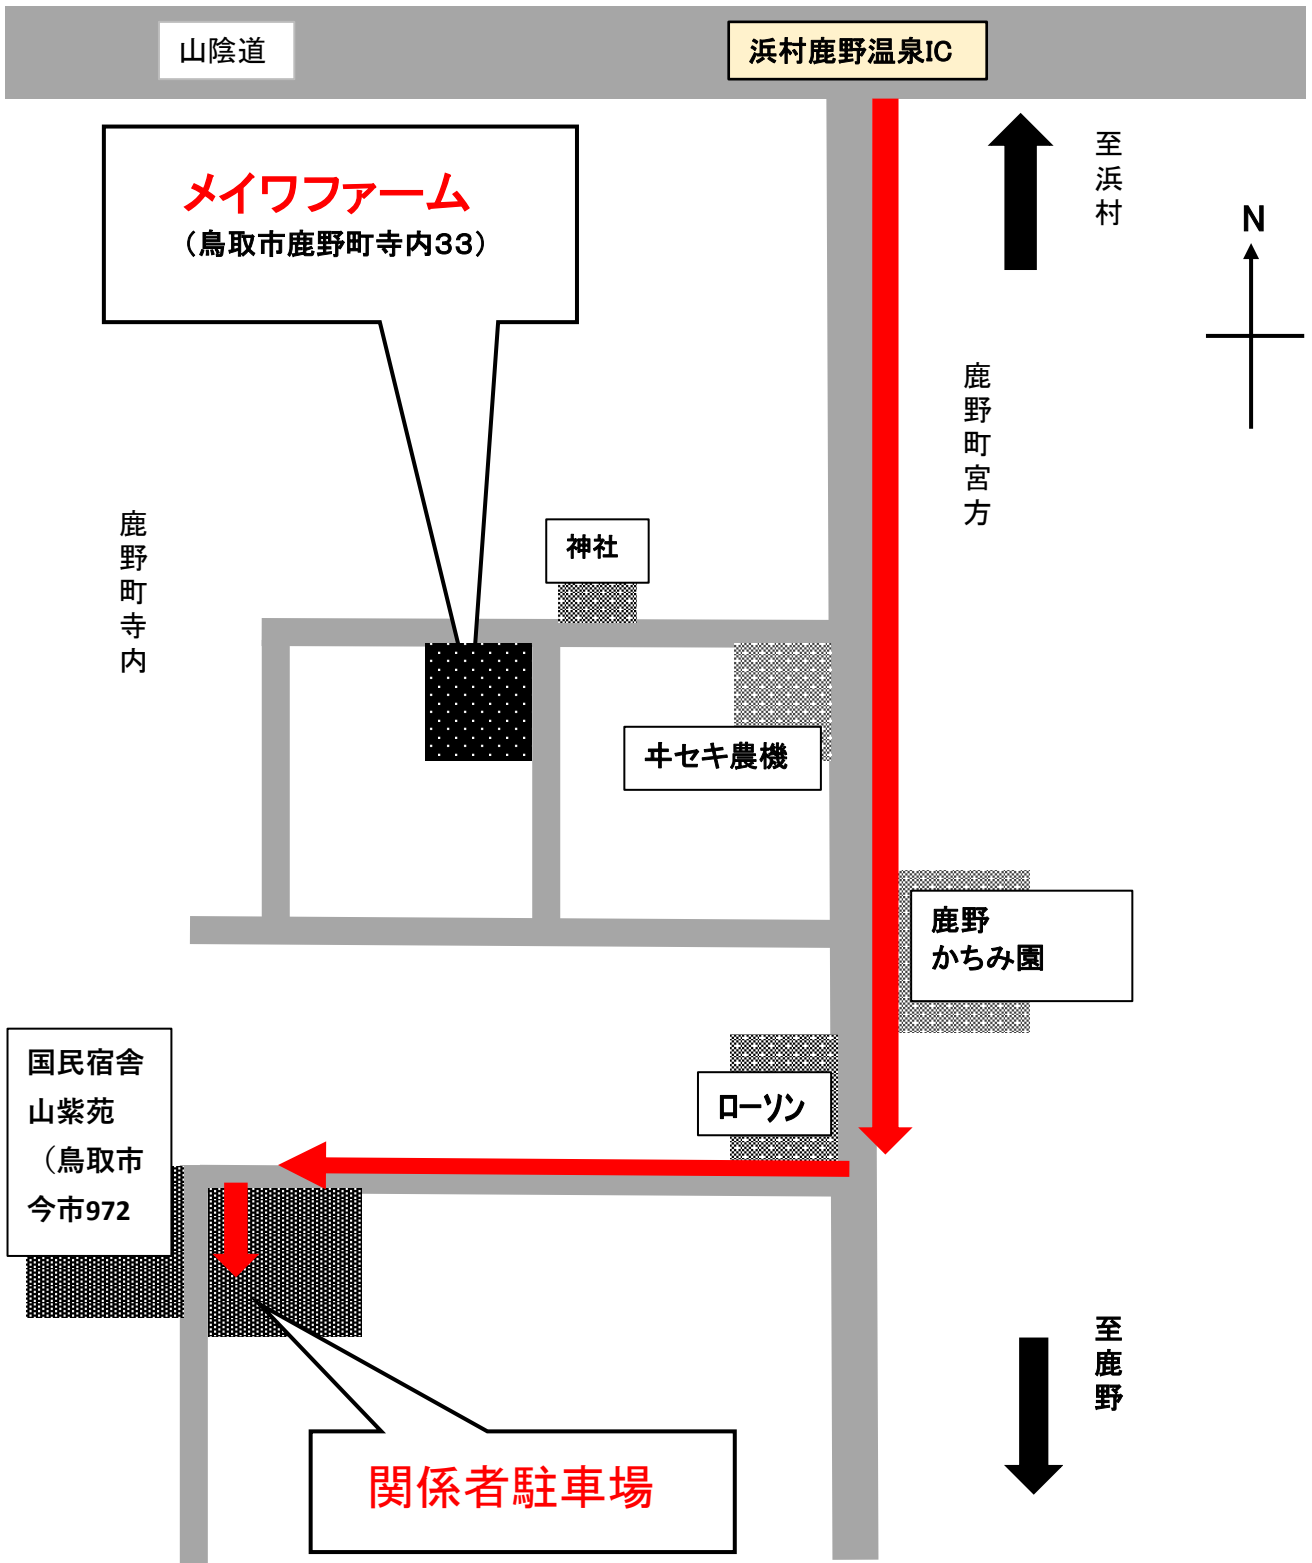 山陰道
浜村鹿野温泉IC
メイワファーム
（鳥取市鹿野町寺内33）
至浜村
N
鹿野町宮方
鹿野町寺内
神社
ヰセキ農機
鹿野
かちみ園
国民宿舎
山紫苑
（鳥取市
今市972
ローソン
至鹿野
関係者駐車場